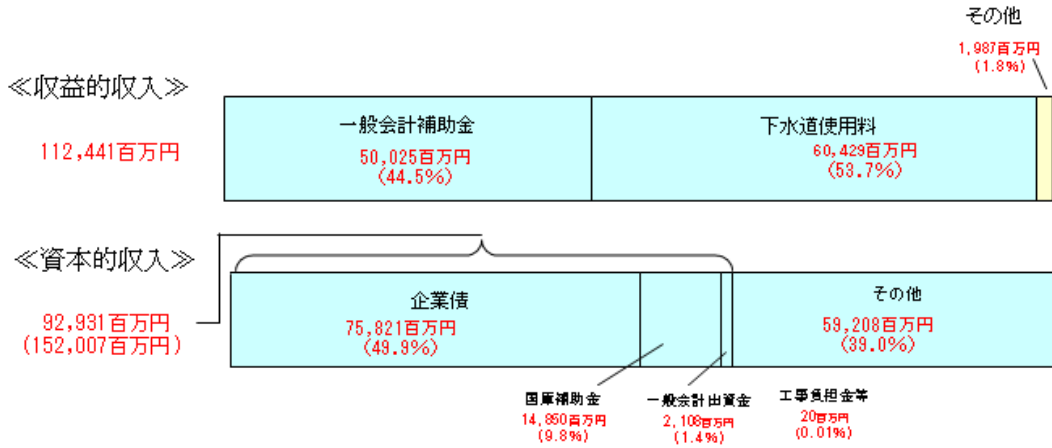 その他
1,987百万円
(1.8%)
≪収益的収入≫
112,441百万円
一般会計補助金
50,025百万円
(44.5%)
下水道使用料
60,429百万円
(53.7%)
≪資本的収入≫
92,931百万円
(152,007百万円)
企業債
75,821百万円
(49.9%)
その他
59,208百万円
(39.0%)
国庫補助金
14,850百万円
(9.8%)
一般会計出資金
2,108百万円
(1.4%)
工事負担金等
20百万円
(0.01%)